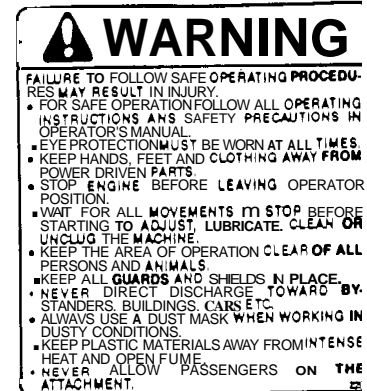 WARNING
FAILURE TO FOLLOW SAFE OPERATING PROCEDU-
RES MAY RESULT IN INJURY.
• FOR SAFE OPERATION FOLLOW ALL OPERATING
INSTRUCTIONS ANS SAFETY PRECAUTIONS IN
OPERATOR'S MANUAL.
▪ EYE PROTECTION MUST BE WORN AT ALL TIMES.
• KEEP HANDS, FEET AND CLOTHING AWAY FROM
POWER DRIVEN PARTS.
• STOP ENGINE BEFORE LEAVING OPERATOR
POSITION.
▪ WAIT FOR ALL MOVEMENTS m STOP BEFORE
STARTING TO ADJUST, LUBRICATE. CLEAN OR
UNCLUG THE MACHINE.
• KEEP THE AREA OF OPERATION CLEAR OF ALL
PERSONS AND ANIMALS.
▪ KEEP ALL GUARDS AND SHIELDS IN PLACE.
• NEVER DIRECT DISCHARGE TOWARD BY-
STANDERS. BUILDINGS. CARS ETC.
• ALWAVS USE A DUST MASK WHEN WORKING IN
DUSTY CONDITIONS.
▪ KEEP PLASTIC MATERIALS AWAY FROM INTENSE
HEAT AND OPEN FUME
• NEVER ALLOW PASSENGERS ON THE
ATTACHMENT.